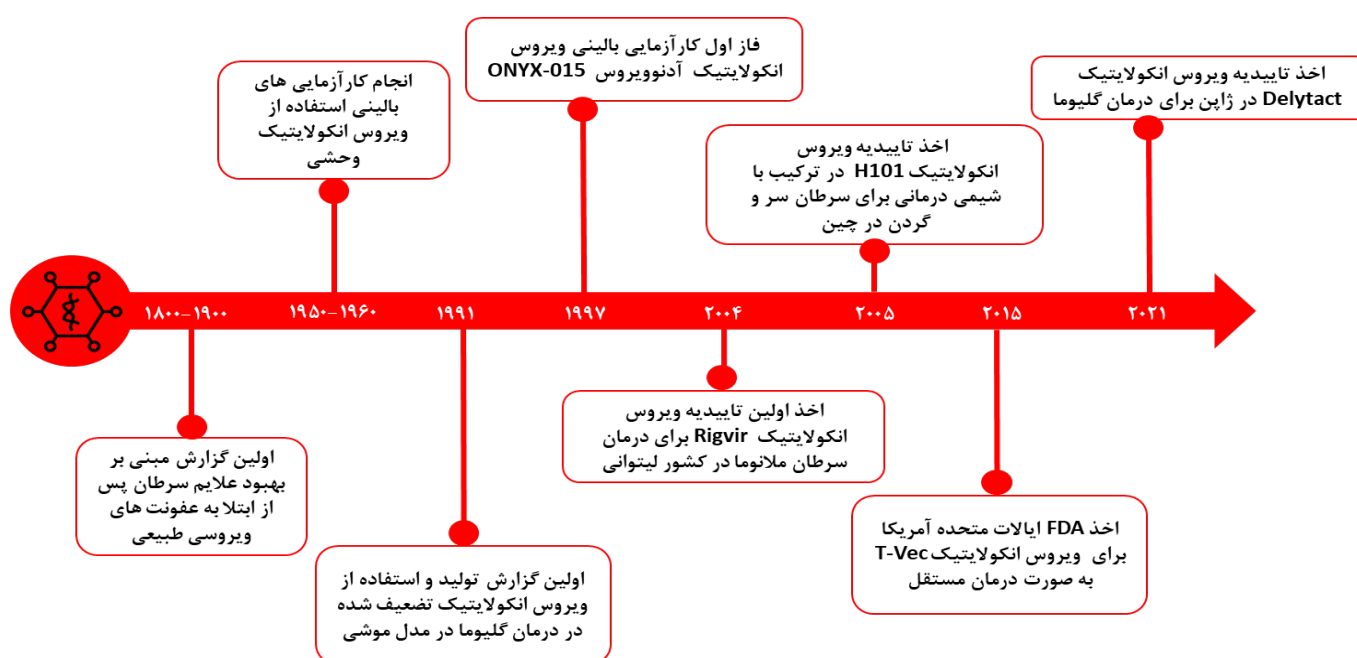 فاز اول کارآزمایی بالینی ویروس
انکولایتیک آدنوویروس ONYX-015
انجام کارآزمایی های
بالینی استفاده از
ویروس انکولایتیک
وحشی
اخذ تاییدیه ویروس انکولایتیک
Delytact در ژاپن برای درمان گلیوما
اخذ تاییدیه ویروس
انکولایتیک H101 در ترکیب با
شیمی درمانی برای سرطان سر و
گردن در چین
۱۸۰۰-۱۹۰۰
۱۹۵۰-۱۹۶۰
۱۹۹۱
۱۹۹۷
۲۰۰۴
۲۰۰۵
۲۰۱۵
۲۰۲۱
اولین گزارش مبنی بر
بهبود علایم سرطان پس
از ابتلا به عفونت های
ویروسی طبیعی
اولین گزارش تولید و استفاده از
ویروس انکولایتیک تضعیف شده
در درمان گلیوما در مدل موشی
اخذ اولین تاییدیه ویروس
انکولایتیک Rigvir برای درمان
سرطان ملانوما در کشور لیتوانی
اخذ FDA ایالات متحده آمریکا
برای ویروس انکولایتیک T-Vec
به صورت درمان مستقل